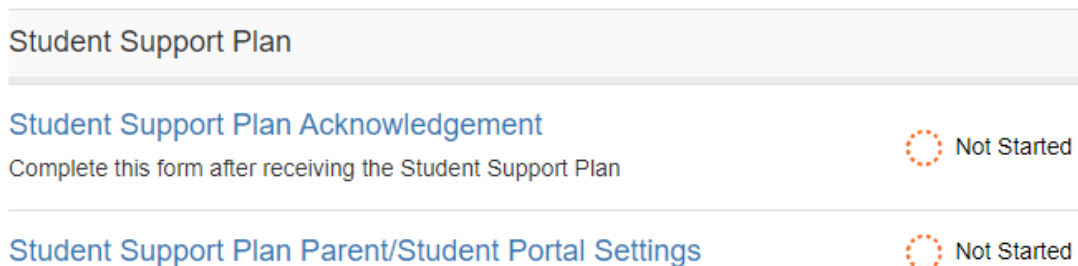 Student Support Plan
Student Support Plan Acknowledgement
Not Started
Complete this form after receiving the Student Support Plan
Student Support Plan Parent/Student Portal Settings
Not Started